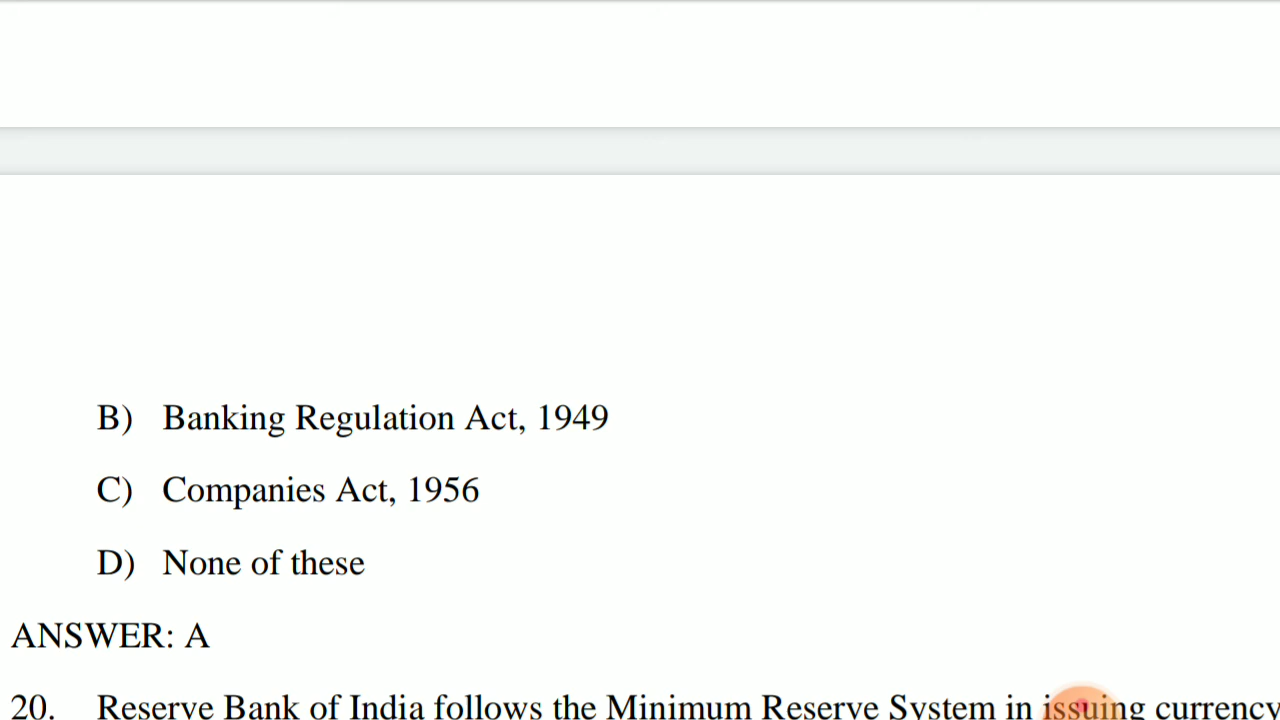 B) Banking Regulation Act, 1949
C) Companies Act, 1956
D) None of these
ANSWER: A
20. Reserve Bank of India follows the Minimum Reserve System in issuing currency